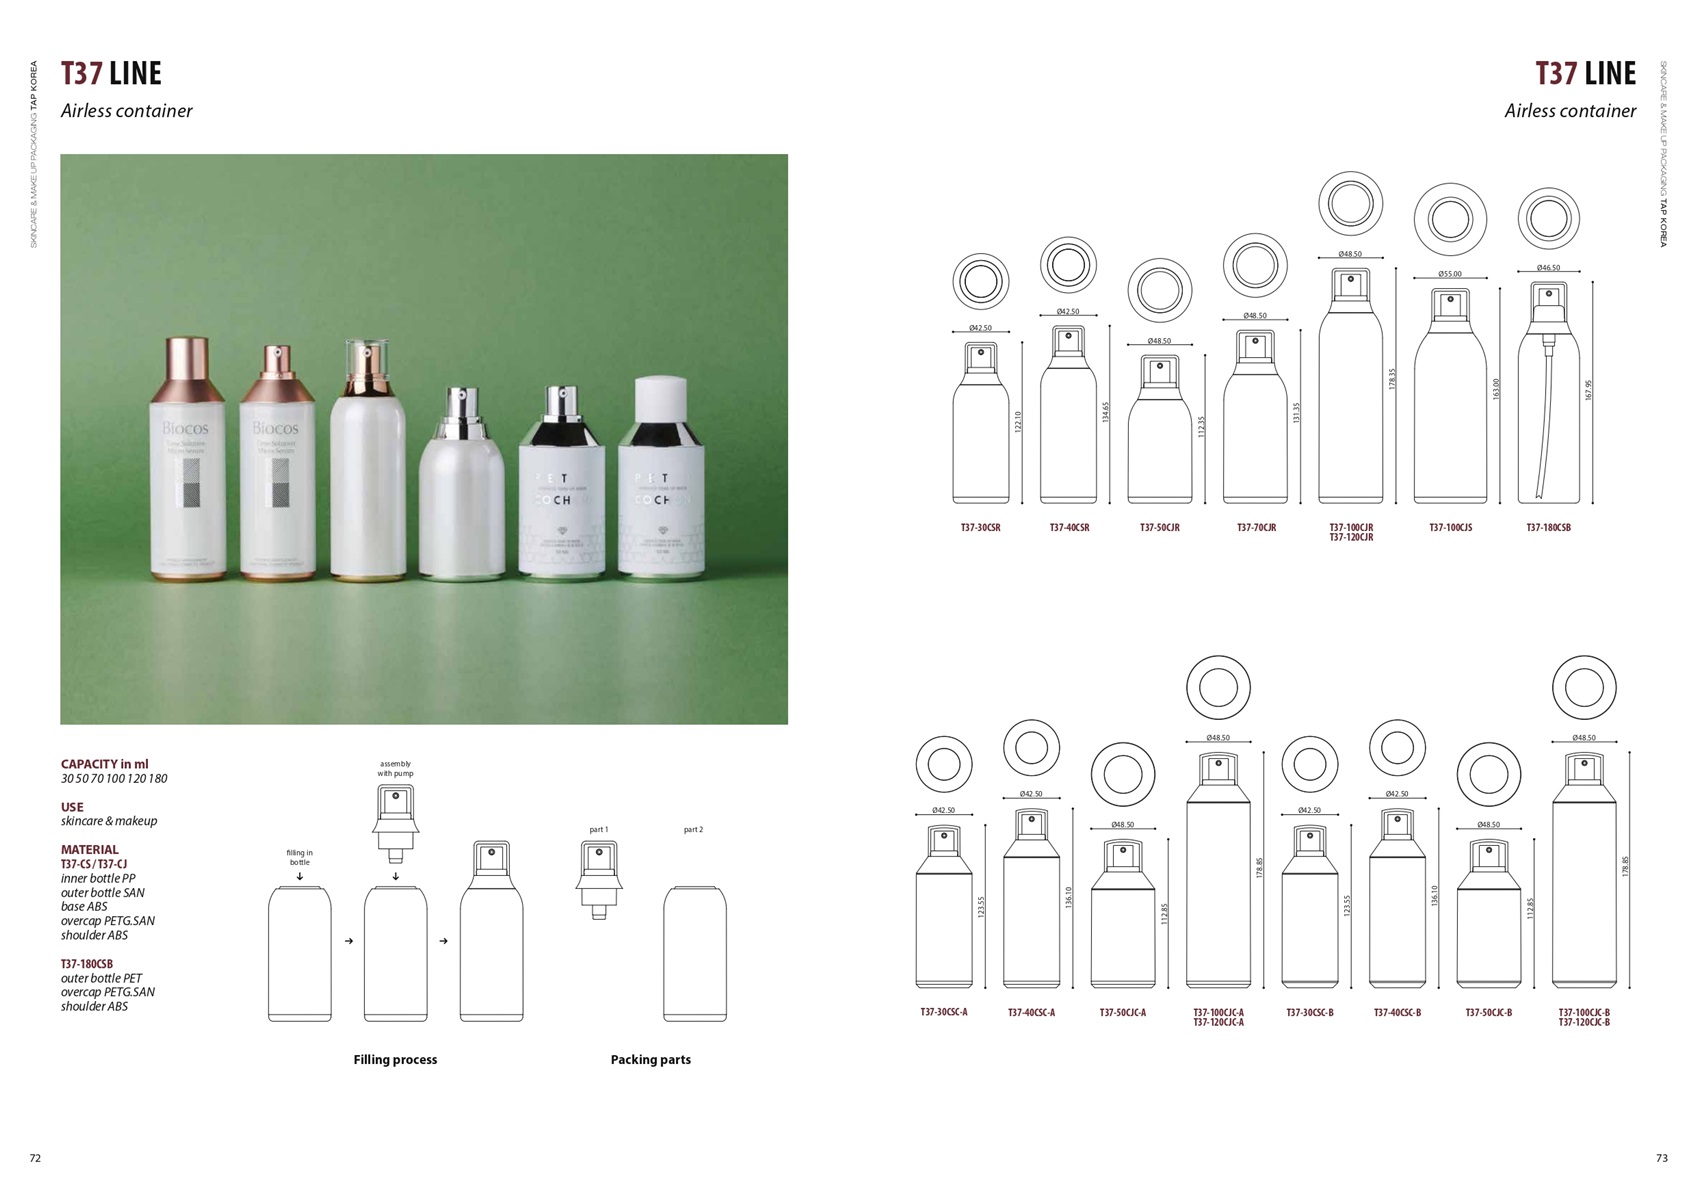 SKINCARE & MAKE UP PACKAGING TAP KOREA
T37 LINE
Airless container
Biocos
Biocos
PET
COCHON
PET
COCHON
CAPACITY in ml
30 50 70 100 120 180
USE
skincare & makeup
MATERIAL
T37-CS / T37-CJ
inner bottle PP
outer bottle SAN
base ABS
overcap PETG.SAN
shoulder ABS
T37-180CSB
outer bottle PET
overcap PETG.SAN
shoulder ABS
filling in
bottle
assembly
with pump
part 1
part 2
Filling process
Packing parts
72
T37 LINE
Airless container
SKINCARE & MAKE UP PACKAGING TAP KOREA
Ø42.50
122.10
T37-30CSR
Ø42.50
134.65
T37-40CSR
Ø48.50
112.35
T37-50CJR
Ø48.50
131.35
T37-70CJR
Ø48.50
178.35
T37-100CJR
T37-120CJR
Ø55.00
163.00
T37-100CJS
Ø46.50
167.95
T37-180CSB
Ø42.50
123.55
T37-30CSC-A
Ø42.50
136.10
T37-40CSC-A
Ø48.50
112.85
T37-50CJC-A
Ø48.50
178.85
T37-100CJC-A
T37-120CJC-A
Ø42.50
123.55
T37-30CSC-B
Ø42.50
136.10
T37-40CSC-B
Ø48.50
112.85
T37-50CJC-B
Ø48.50
178.85
T37-100CJC-B
T37-120CJC-B
73